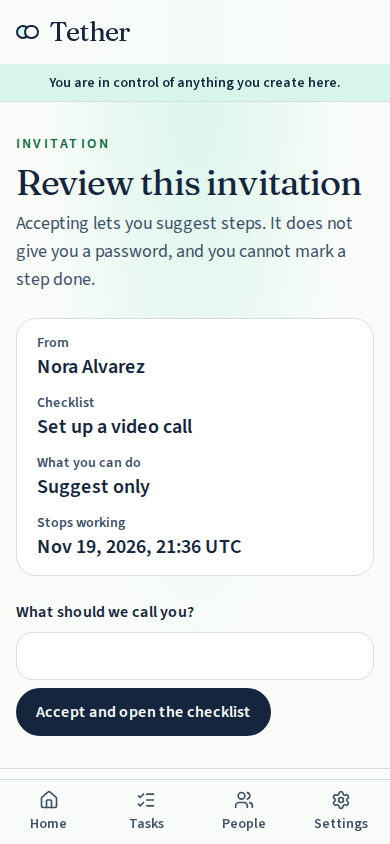 Tether
You are in control of anything you create here.
INVITATION
Review this invitation
Accepting lets you suggest steps. It does not
give you a password, and you cannot mark a
step done.
From
Nora Alvarez
Checklist
Set up a video call
What you can do
Suggest only
Stops working
Nov 19, 2026, 21:36 UTC
What should we call you?
Accept and open the checklist
Home
Tasks
People
Settings